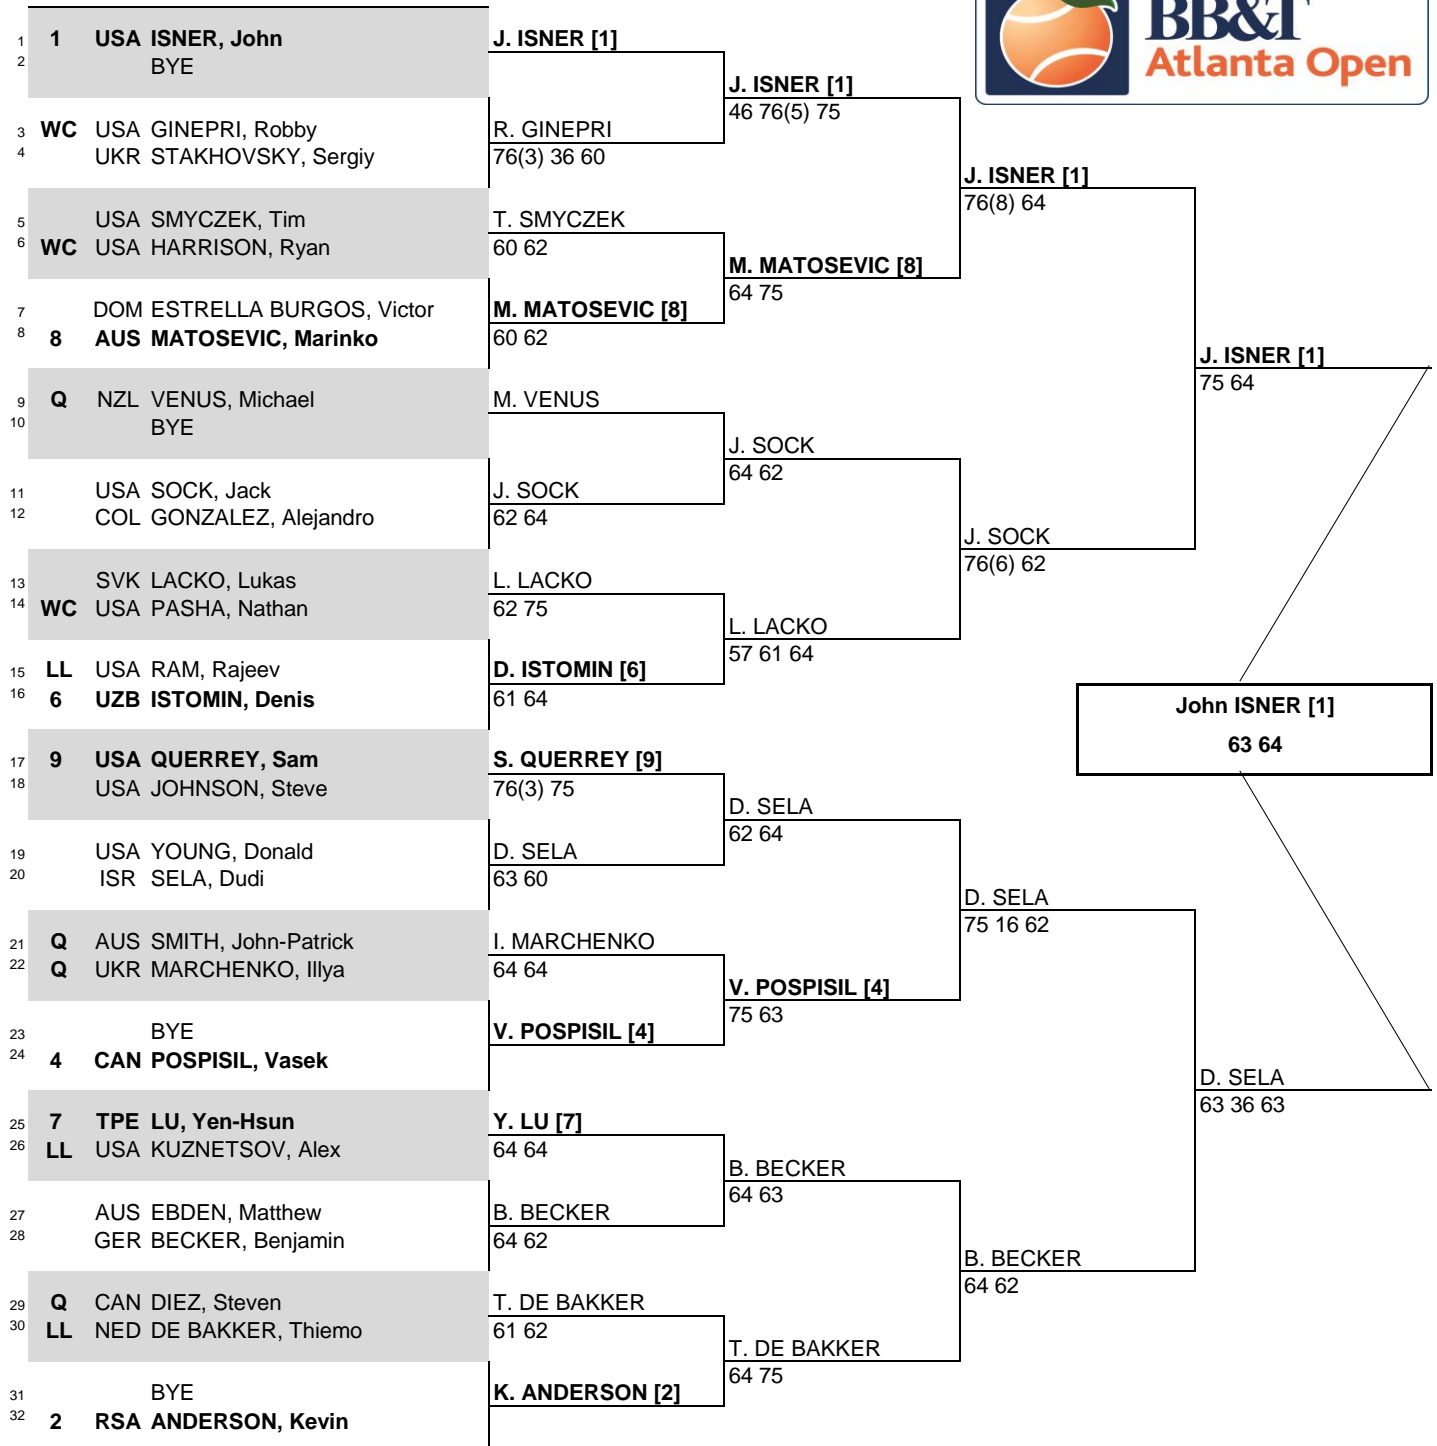 BB&T
Atlanta Open
1 1 USA ISNER, John
2 BYE
3 WC USA GINEPRI, Robby
4 UKR STAKHOVSKY, Sergiy
5 USA SMYCZEK, Tim
6 WC USA HARRISON, Ryan
7 DOM ESTRELLA BURGOS, Victor
8 8 AUS MATOSEVIC, Marinko
9 Q NZL VENUS, Michael
10 BYE
11 USA SOCK, Jack
12 COL GONZALEZ, Alejandro
13 SVK LACKO, Lukas
14 WC USA PASHA, Nathan
15 LL USA RAM, Rajeev
16 6 UZB ISTOMIN, Denis
17 9 USA QUERREY, Sam
18 USA JOHNSON, Steve
19 USA YOUNG, Donald
20 ISR SELA, Dudi
21 Q AUS SMITH, John-Patrick
22 Q UKR MARCHENKO, Illya
23 BYE
24 4 CAN POSPISIL, Vasek
25 7 TPE LU, Yen-Hsun
26 LL USA KUZNETSOV, Alex
27 AUS EBDEN, Matthew
28 GER BECKER, Benjamin
29 Q CAN DIEZ, Steven
30 LL NED DE BAKKER, Thiemo
31 BYE
32 2 RSA ANDERSON, Kevin
J. ISNER [1]
R. GINEPRI
76(3) 36 60
T. SMYCZEK
60 62
M. MATOSEVIC [8]
60 62
M. VENUS
J. SOCK
62 64
L. LACKO
62 75
D. ISTOMIN [6]
61 64
S. QUERREY [9]
76(3) 75
D. SELA
63 60
I. MARCHENKO
64 64
V. POSPISIL [4]
Y. LU [7]
64 64
B. BECKER
64 62
T. DE BAKKER
61 62
K. ANDERSON [2]
J. ISNER [1]
46 76(5) 75
M. MATOSEVIC [8]
64 75
J. SOCK
64 62
L. LACKO
57 61 64
D. SELA
62 64
V. POSPISIL [4]
75 63
B. BECKER
64 63
T. DE BAKKER
64 75
J. ISNER [1]
76(8) 64
J. SOCK
76(6) 62
D. SELA
75 16 62
B. BECKER
64 62
J. ISNER [1]
75 64
D. SELA
63 36 63
John ISNER [1]
63 64